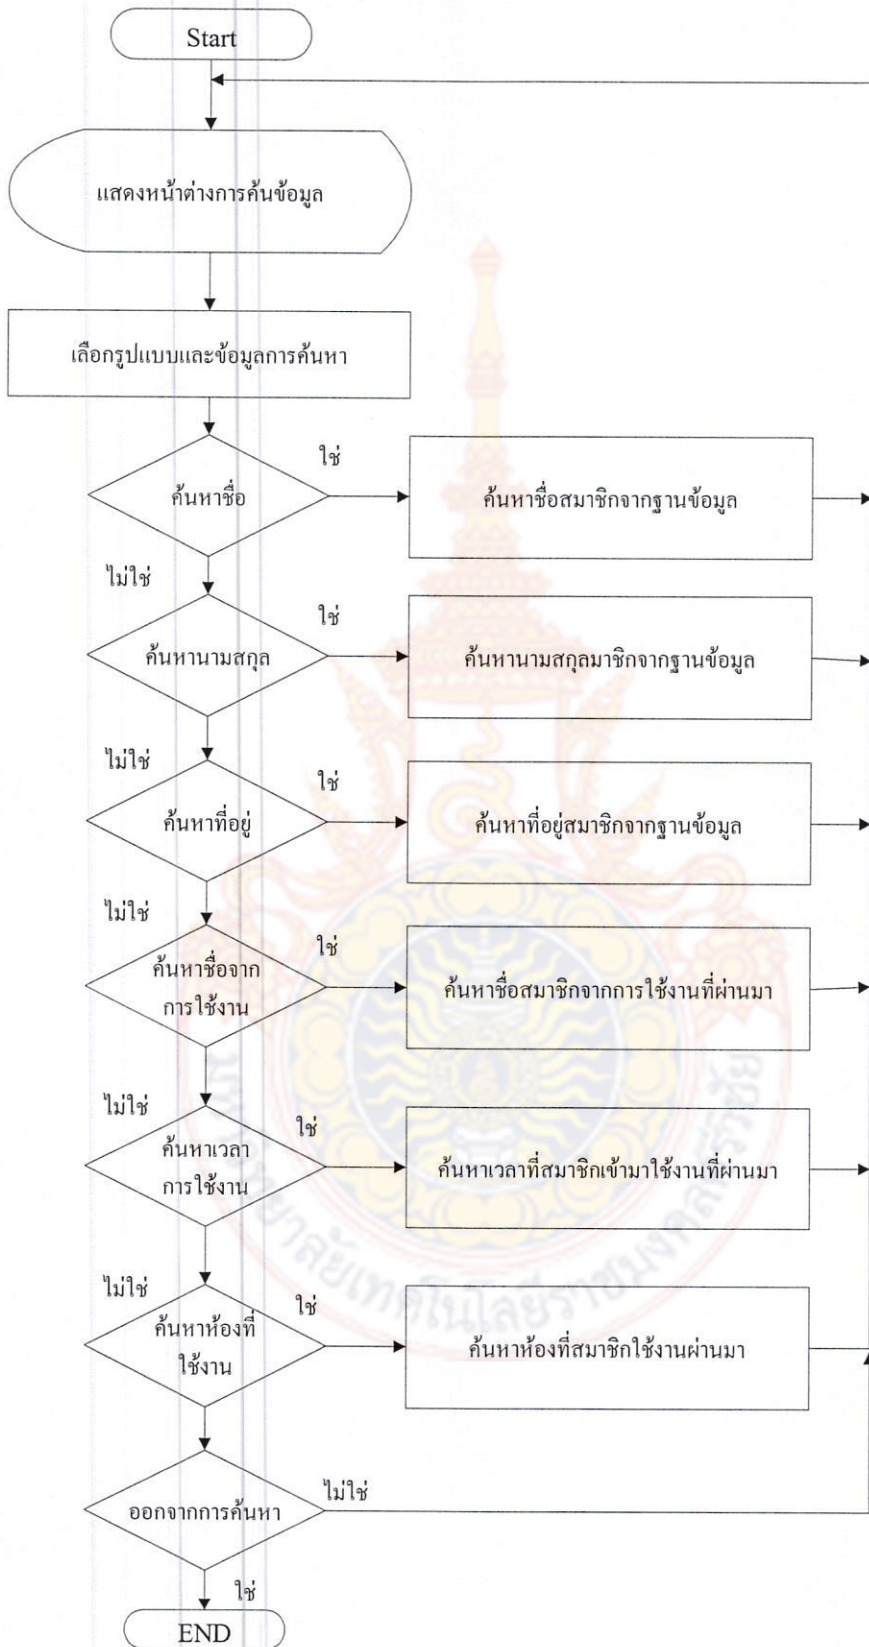 Start
แสดงหน้าต่างการค้นข้อมูล
เลือกรูปแบบและข้อมูลการค้นหา
ใช่
ค้นหาชื่อ
ค้นหาชื่อสมาชิกจากฐานข้อมูล
ไม่ใช่
ใช่
ค้นหานามสกุล
ค้นหานามสกุลมาชิกจากฐานข้อมูล
ไม่ใช่
ใช่
ค้นหาที่อยู่
ค้นหาที่อยู่สมาชิกจากฐานข้อมูล
ไม่ใช่
ใช่
ค้นหาชื่อจาก
การใช้งาน
ค้นหาชื่อสมาชิกจากการใช้งานที่ผ่านมา
ไม่ใช่
ใช่
ค้นหาเวลา
การใช้งาน
ค้นหาเวลาที่สมาชิกเข้ามาใช้งานที่ผ่านมา
ไม่ใช่
ใช่
ค้นหาห้องที่
ใช้งาน
ค้นหาห้องที่สมาชิกใช้งานผ่านมา
ไม่ใช่
ออกจากการค้นหา
ใช่
END